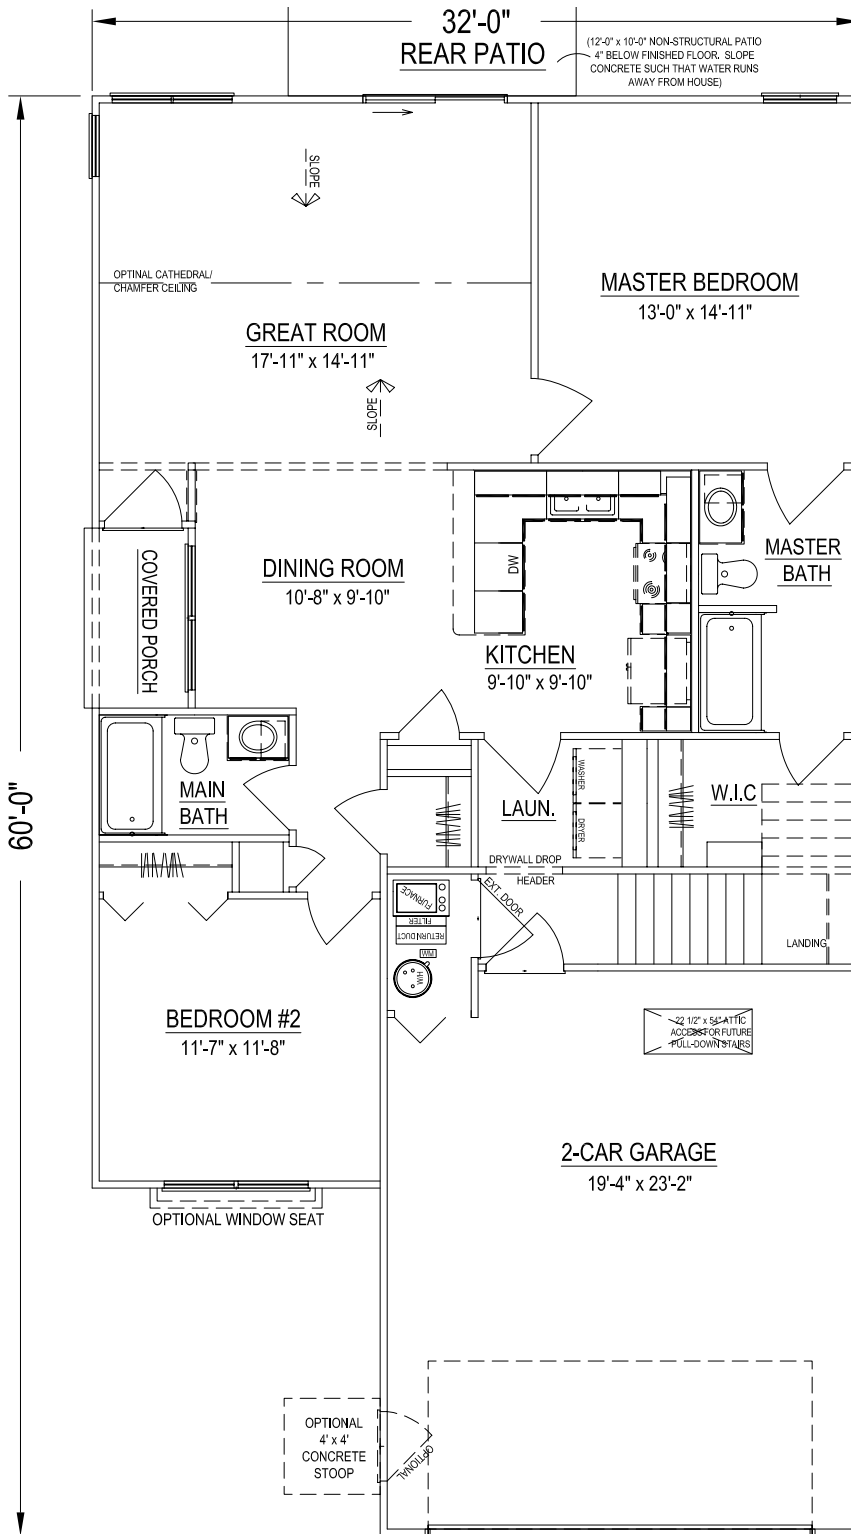 32'-0"
REAR PATIO
(12'-0" x 10'-0" NON-STRUCTURAL PATIO
4" BELOW FINISHED FLOOR. SLOPE
CONCRETE SUCH THAT WATER RUNS
AWAY FROM HOUSE)
SLOPE
OPTINAL CATHEDRAL/
CHAMFER CEILING
MASTER BEDROOM
13'-0" x 14'-11"
GREAT ROOM
17'-11" x 14'-11"
SLOPE
COVERED PORCH
DINING ROOM
10'-8" x 9'-10"
DW
MASTER
BATH
KITCHEN
9'-10" x 9'-10"
60'-0"
MAIN
BATH
LAUN.
WASHER
DRYER
W.I.C
DRYWALL DROP
HEADER
EXT. DOOR
FURNACE
FILTER
RETURN DUCT
W/H
LANDING
BEDROOM #2
11'-7" x 11'-8"
22 1/2" x 54" ATTIC
ACCESS FOR FUTURE
PULL-DOWN STAIRS
2-CAR GARAGE
19'-4" x 23'-2"
OPTIONAL WINDOW SEAT
OPTIONAL
4' x 4'
CONCRETE
STOOP
OPTIONAL